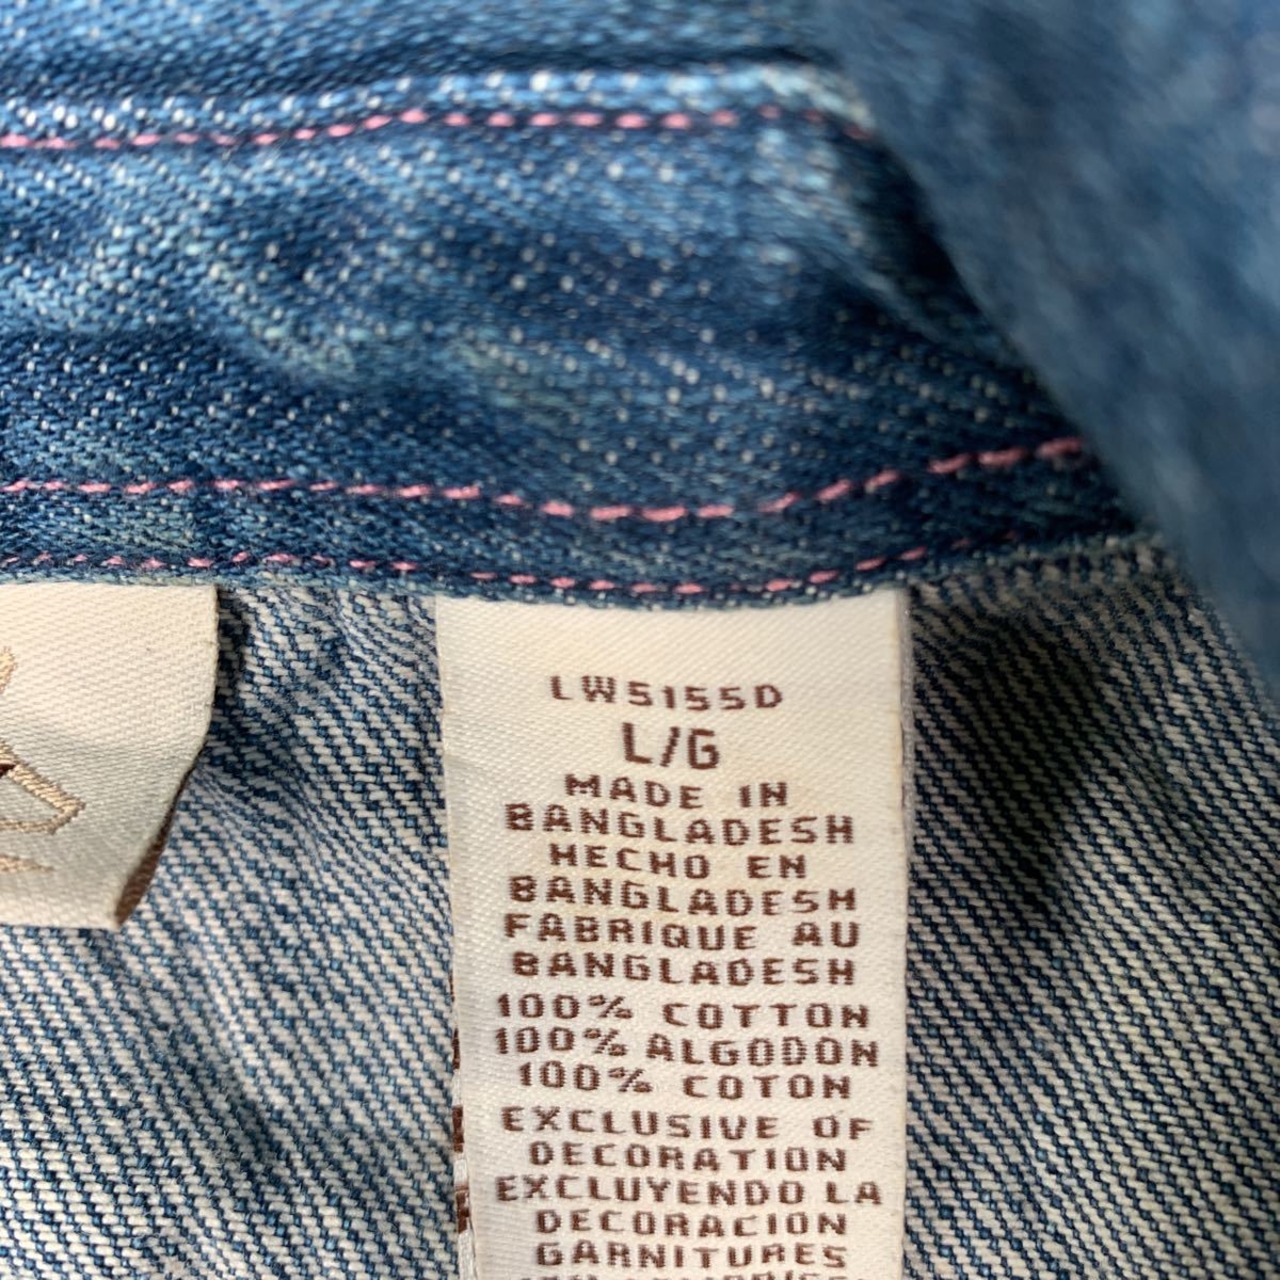 LW5155D
L/G
MADE IN
BANGLADESH
HECHO EN
BANGLADESH
FABRIQUE AU
BANGLADESH
100% COTTON
100% ALGODON
100% COTON
EXCLUSIVE OF
DECORATION
EXCLUYENDO LA
DECORACION
GARNITURES